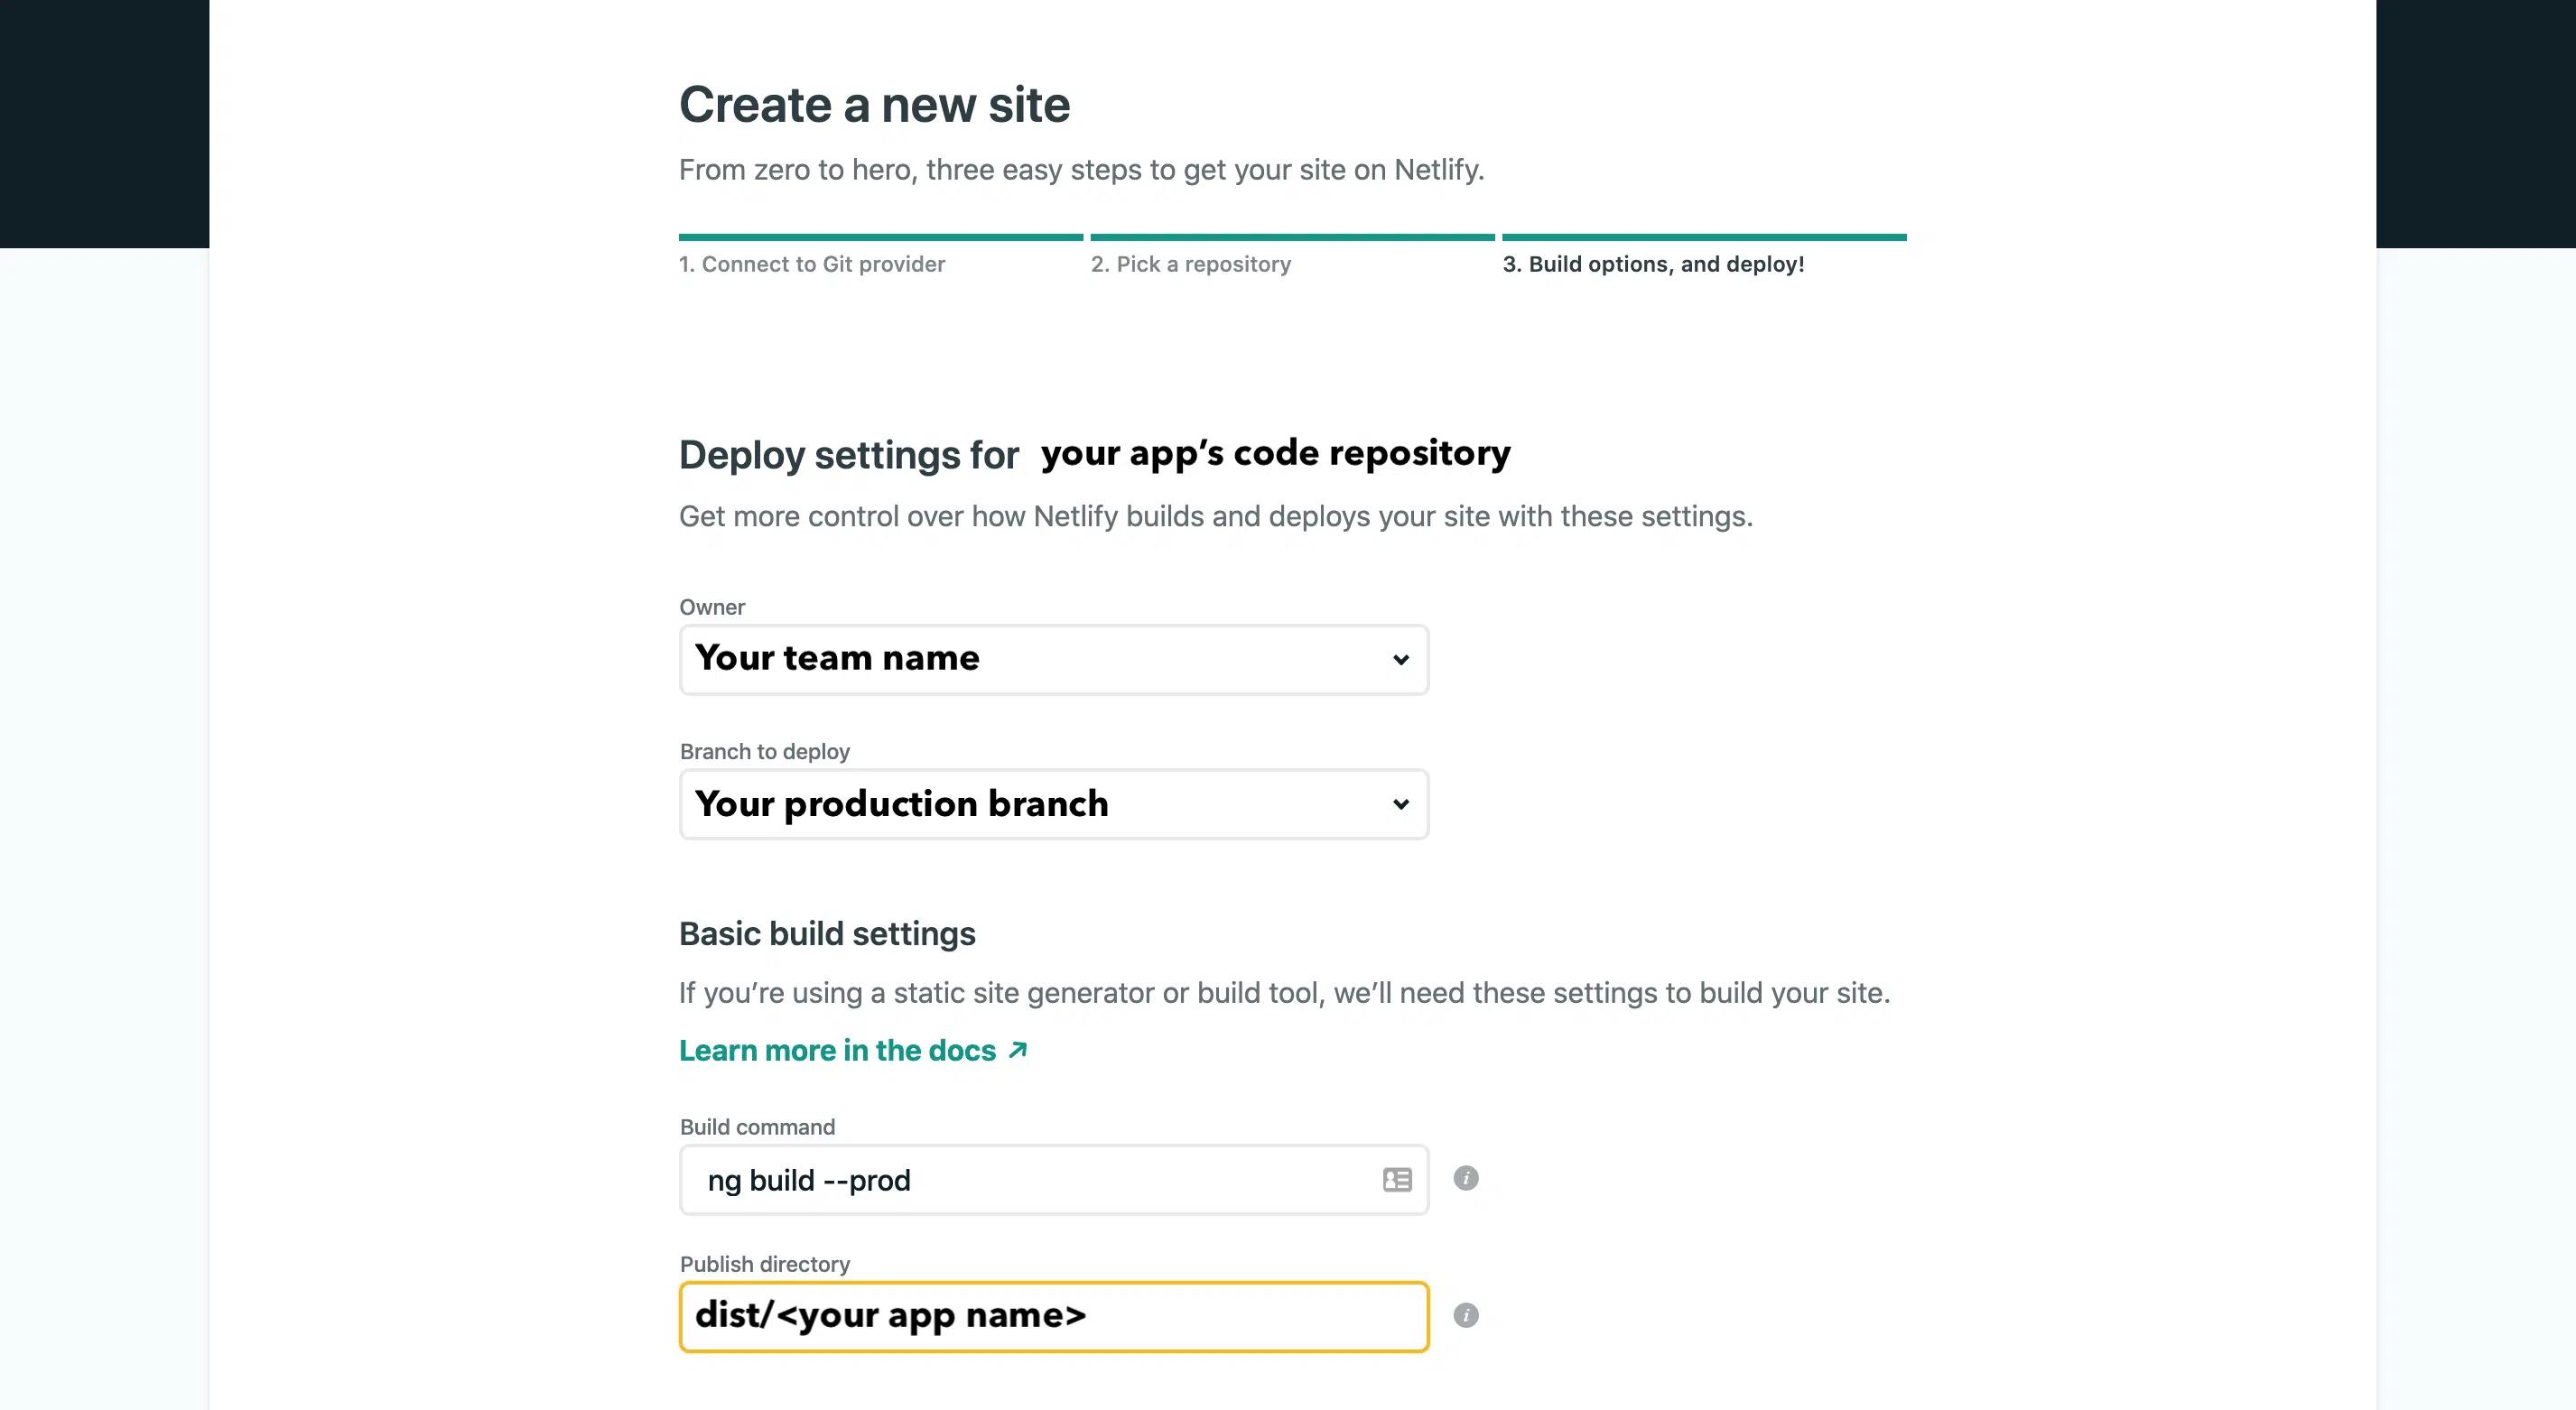 Create a new site
From zero to hero, three easy steps to get your site on Netlify.
1. Connect to Git provider
2. Pick a repository
3. Build options, and deploy!
Deploy settings for your app’s code repository
Get more control over how Netlify builds and deploys your site with these settings.
Owner
Your team name
Branch to deploy
Your production branch
Basic build settings
If you’re using a static site generator or build tool, we’ll need these settings to build your site.
Learn more in the docs ↗
Build command
ng build --prod
Publish directory
dist/<your app name>